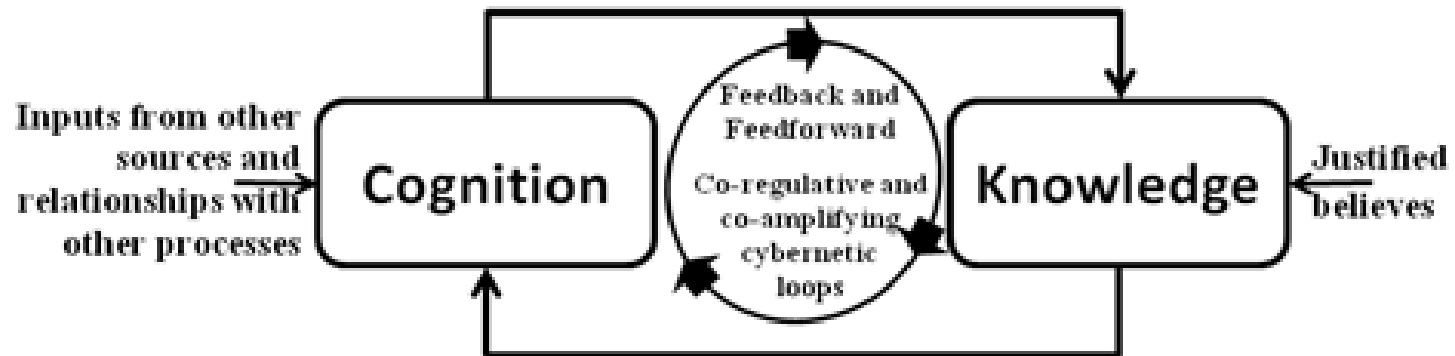 Inputs from other
sources and
relationships with
other processes
Cognition
Feedback and
Feedforward
Co-regulative and
co-amplifying
cybernetic
loops
Knowledge
Justified
believes